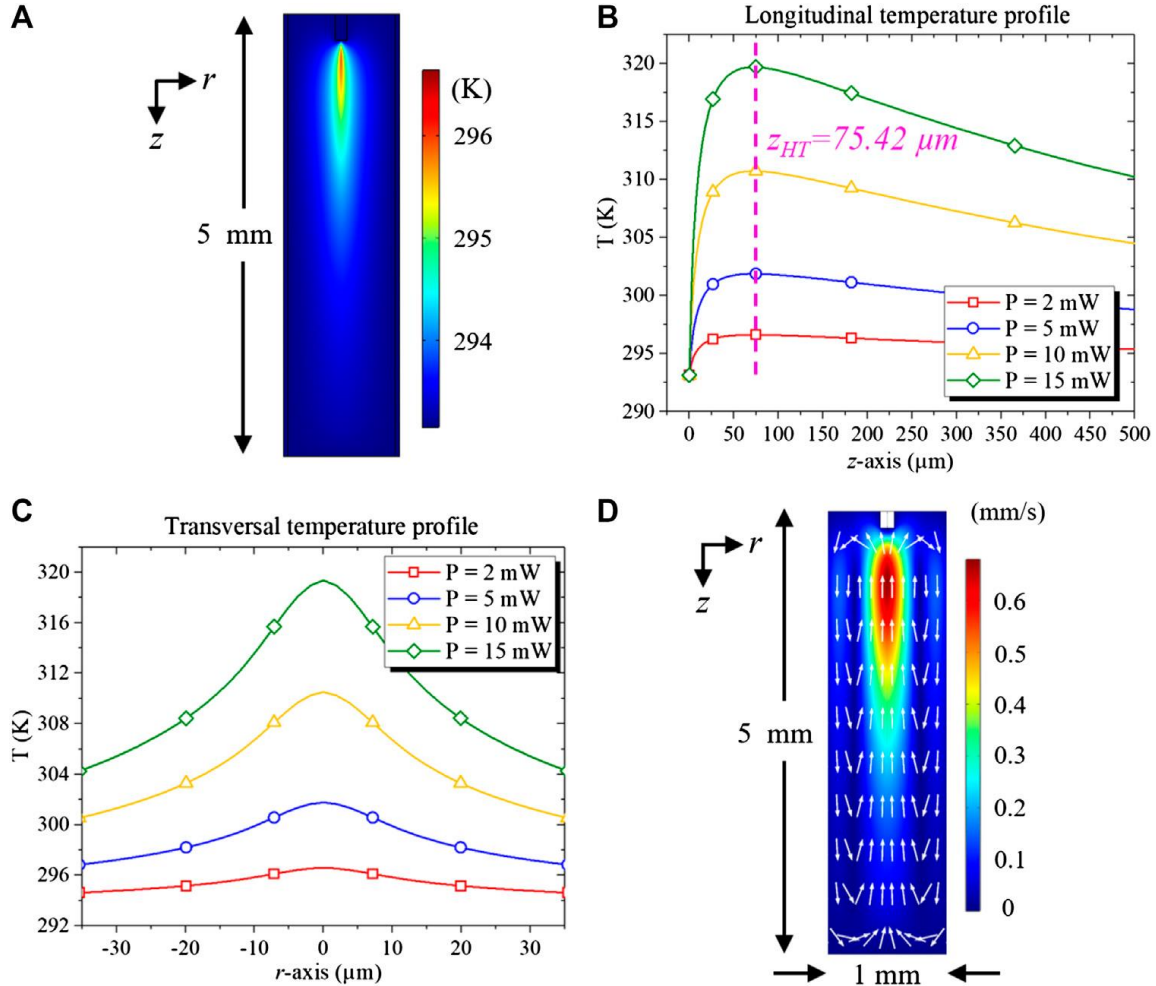 A
r
z
5 mm
(K)
296
295
294
B
Longitudinal temperature profile
T (K)
320
315
310
305
300
295
290
z_HT=75.42 µm
P = 2 mW
P = 5 mW
P = 10 mW
P = 15 mW
0 50 100 150 200 250 300 350 400 450 500
z-axis (µm)
C
Transversal temperature profile
T (K)
320
316
312
308
304
300
296
292
P = 2 mW
P = 5 mW
P = 10 mW
P = 15 mW
-30 -20 -10 0 10 20 30
r-axis (µm)
D
(mm/s)
r
z
5 mm
0.6
0.5
0.4
0.3
0.2
0.1
0
1 mm